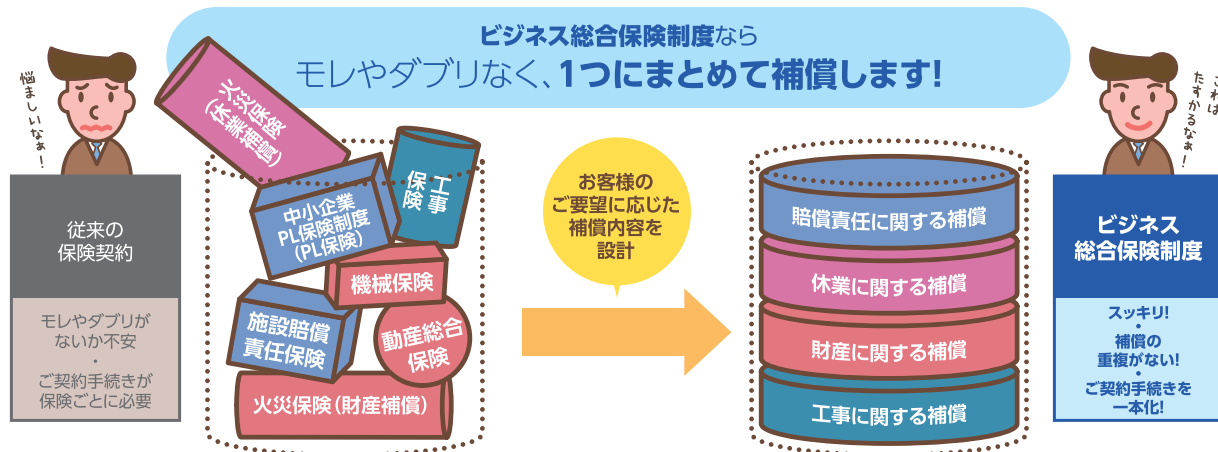 ビジネス総合保険制度なら
モレやダブりなく、1つにまとめて補償します!
悩ましいなぁ!
従来の
保険契約
モレやダブりが
ないか不安
・
ご契約手続きが
保険ごとに必要
火災保険
(休業補償)
工事
保険
中小企業
PL保険制度
(PL保険)
機械保険
施設賠償
責任保険
動産総合
保険
火災保険(財産補償)
お客様の
ご要望に応じた
補償内容を
設計
賠償責任に関する補償
休業に関する補償
財産に関する補償
工事に関する補償
これは
たすかるなぁ!
ビジネス
総合保険制度
スッキリ!
・
補償の
重複がない!
・
ご契約手続きを
一本化!